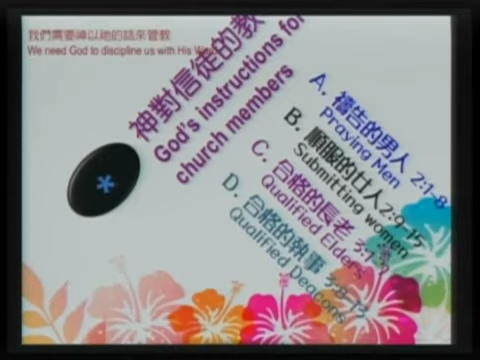 我們需要神以祂的話來管教
We need God to discipline us with His
神對信徒的教
God's instructions for
church members
A. 禱告的男人 2:1-8
Praying Men
B. 順服的女人2:9-15
Submitting women
C. 合格的長老 3:1-7
Qualified Elders
D. 合格的執事 3:8-13
Qualified Deacons